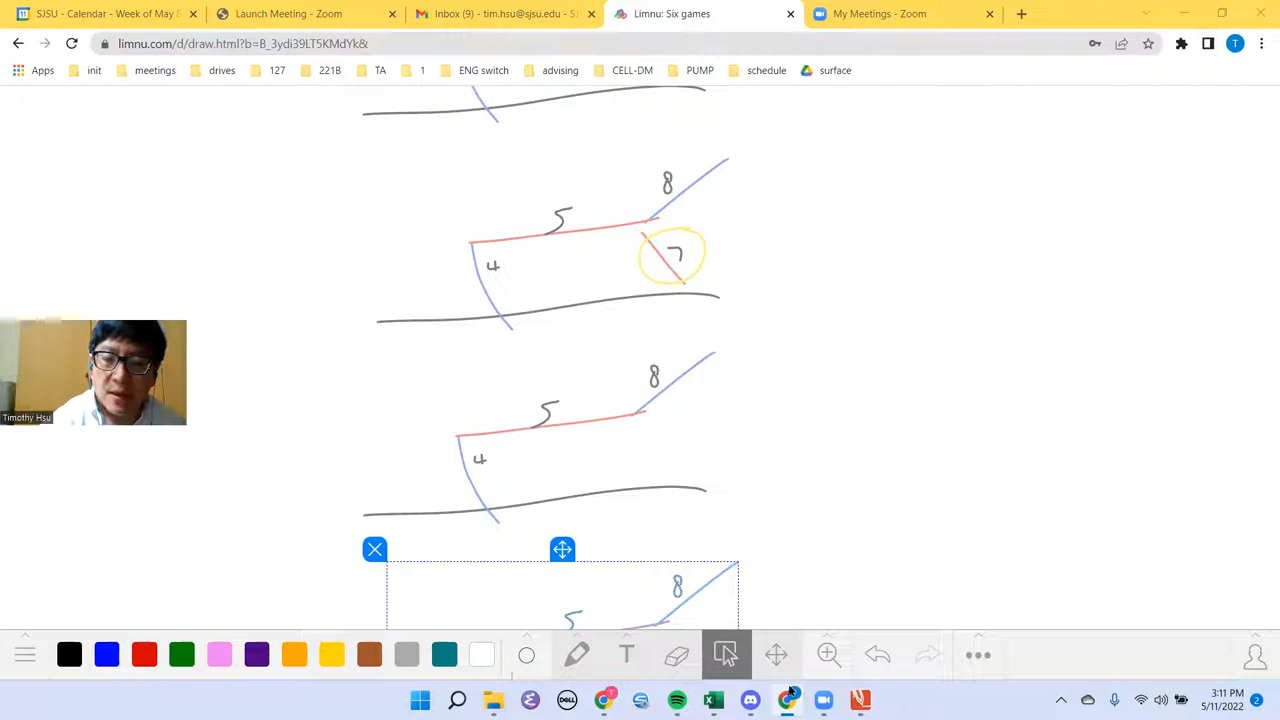 SJSU - Calendar - Week of May 8
Launch Meeting - Zoom
Inbox (9) - tim.hsu@sjsu.edu - SJ
Limnu: Six games
My Meetings - Zoom
limnu.com/d/draw.html?b=B_3ydi39LT5KMdYk&
T
Apps
init
meetings
drives
127
221B
TA
1
ENG switch
advising
CELL-DM
PUMP
schedule
surface
8
5
4
7
8
5
4
Timothy Hsu
8
5
T
3:11 PM
5/11/2022
2